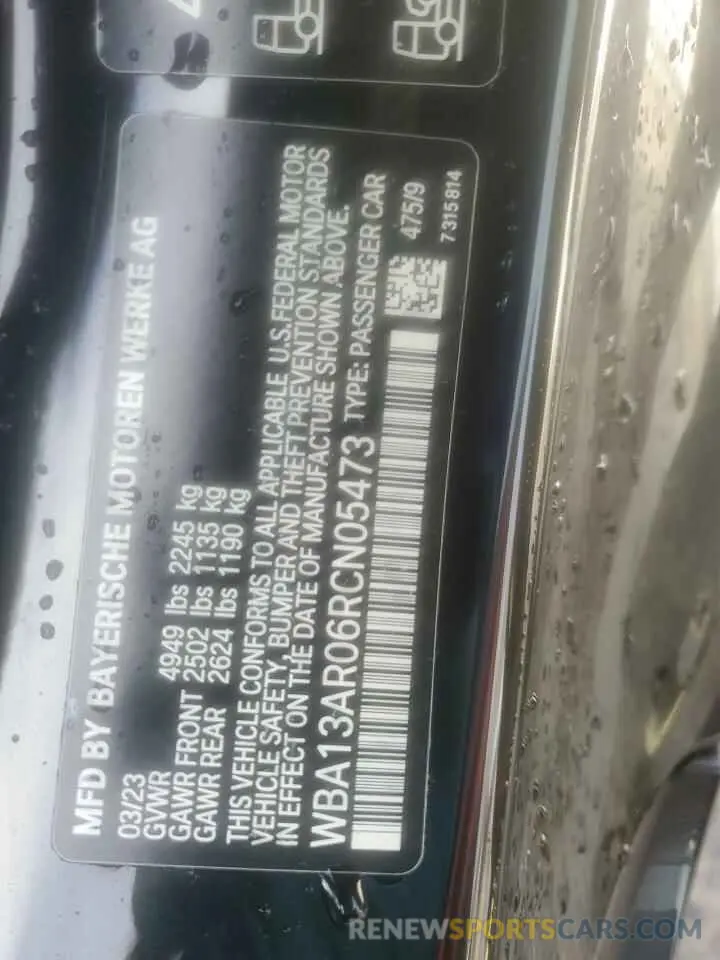 MFD BY BAYERISCHE MOTOREN WERKE AG
03/23
GVWR 4949 lbs 2245 kg
GAWR FRONT 2502 lbs 1135 kg
GAWR REAR 2624 lbs 1190 kg
THIS VEHICLE CONFORMS TO ALL APPLICABLE U.S. FEDERAL MOTOR
VEHICLE SAFETY, BUMPER AND THEFT PREVENTION STANDARDS
IN EFFECT ON THE DATE OF MANUFACTURE SHOWN ABOVE.
WBA13AR06RCN05473 TYPE: PASSENGER CAR
475/9
7 315 814
RENEWSPORTSCARS.COM